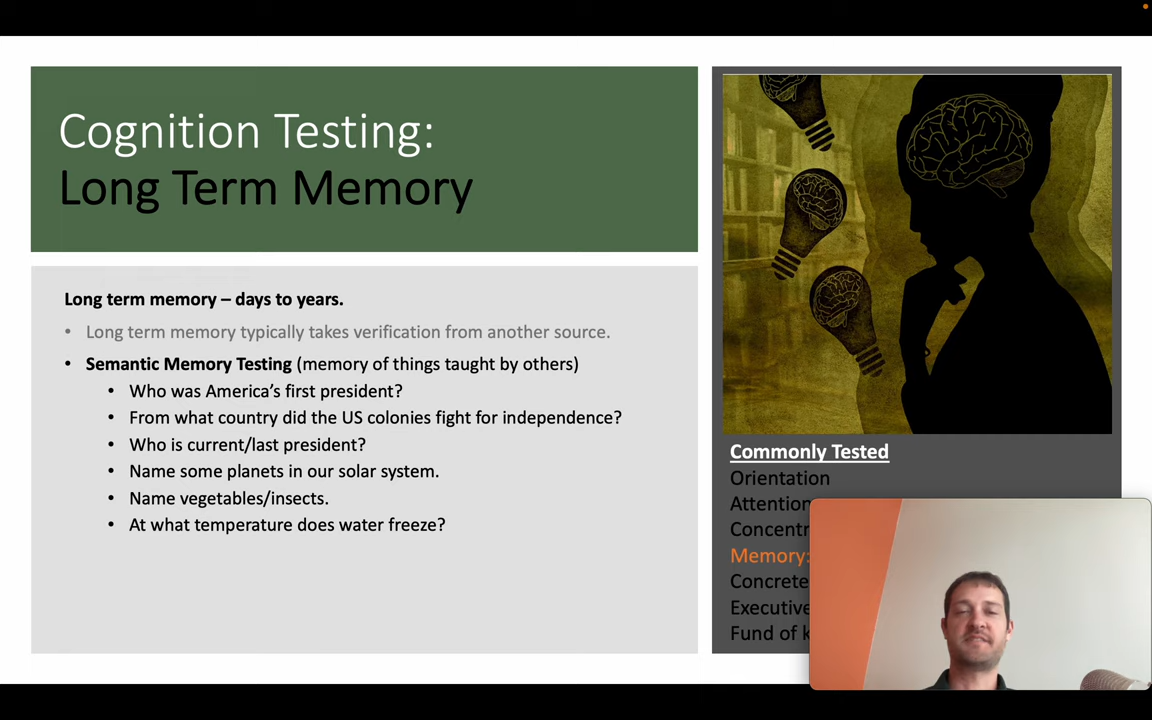 Cognition Testing:
Long Term Memory
Long term memory – days to years.
• Long term memory typically takes verification from another source.
• Semantic Memory Testing (memory of things taught by others)
• Who was America’s first president?
• From what country did the US colonies fight for independence?
• Who is current/last president?
• Name some planets in our solar system.
• Name vegetables/insects.
• At what temperature does water freeze?
Commonly Tested
Orientation
Attention
Memory:
Concrete
Executive
Fund of